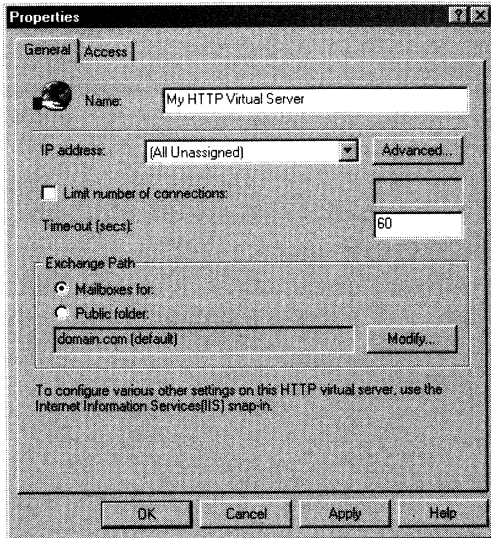 Properties
General Access
Name: My HTTP Virtual Server
IP address: (All Unassigned) Advanced...
Limit number of connections:
Time-out (secs): 60
Exchange Path
Mailboxes for:
Public folder:
domain.com (default) Modify...
To configure various other settings on this HTTP virtual server, use the
Internet Information Services(IIS) snap-in.
OK Cancel Apply Help